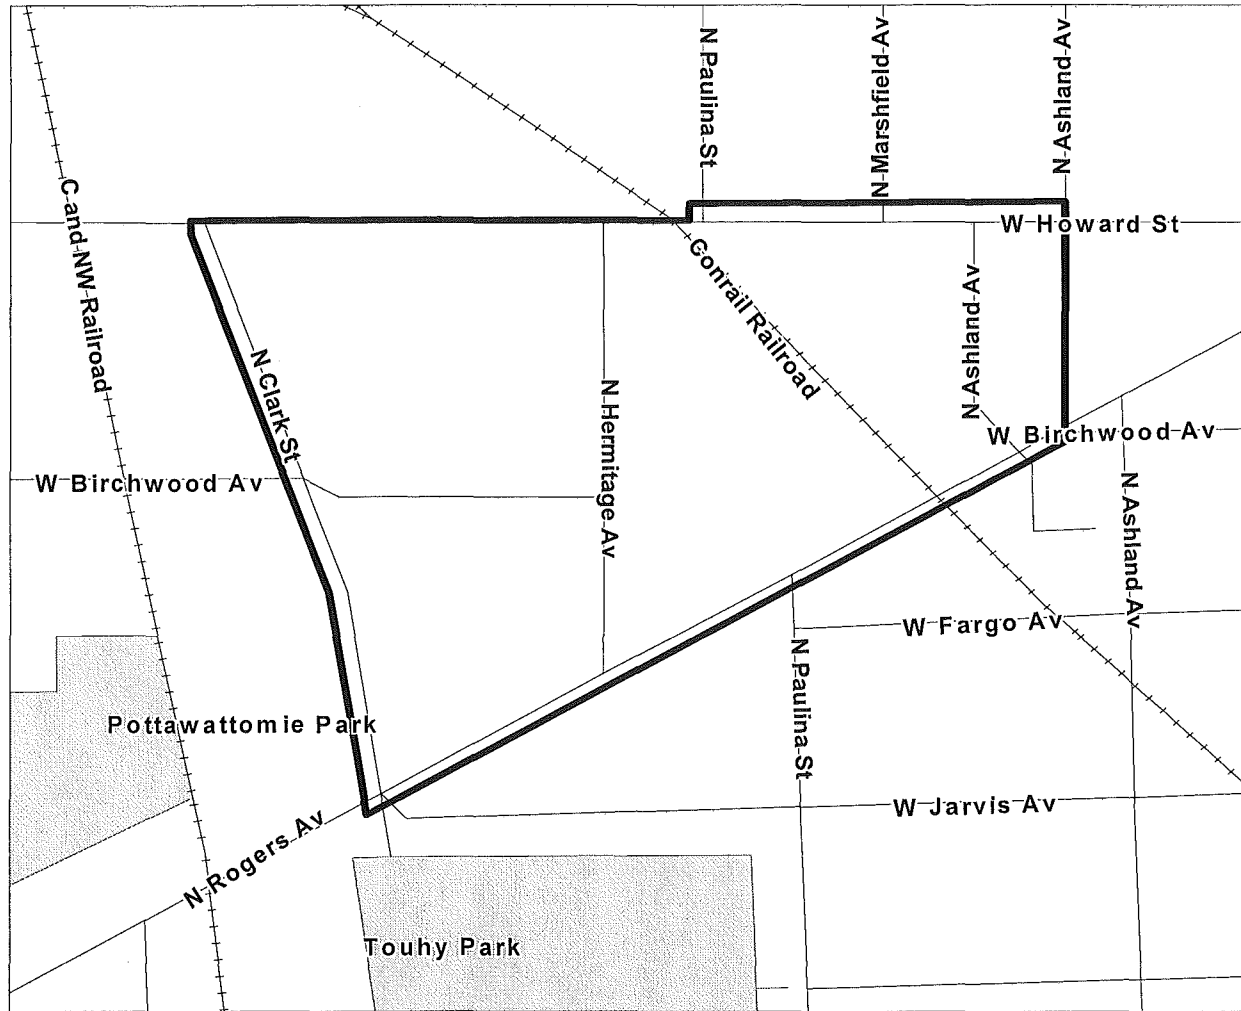 N Paulina St
N Marshfield Av
N Ashland Av
C and NW Railroad
W Howard St
Conrail Railroad
N Ashland Av
N Clark St
N Hermitage Av
W Birchwood Av
W Birchwood Av
N Ashland Av
W Fargo Av
N Paulina St
Pottawattomie Park
W Jarvis Av
N Rogers Av
Touhy Park